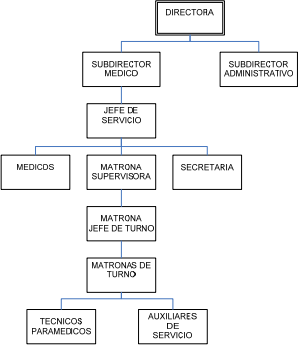 DIRECTORA
SUBDIRECTOR
MEDICO
SUBDIRECTOR
ADMINISTRATIVO
JEFE DE
SERVICIO
MEDICOS
MATRONA
SUPERVISORA
SECRETARIA
MATRONA
JEFE DE TURNO
MATRONAS DE
TURNO
TECNICOS
PARAMEDICOS
AUXILIARES
DE
SERVICIO